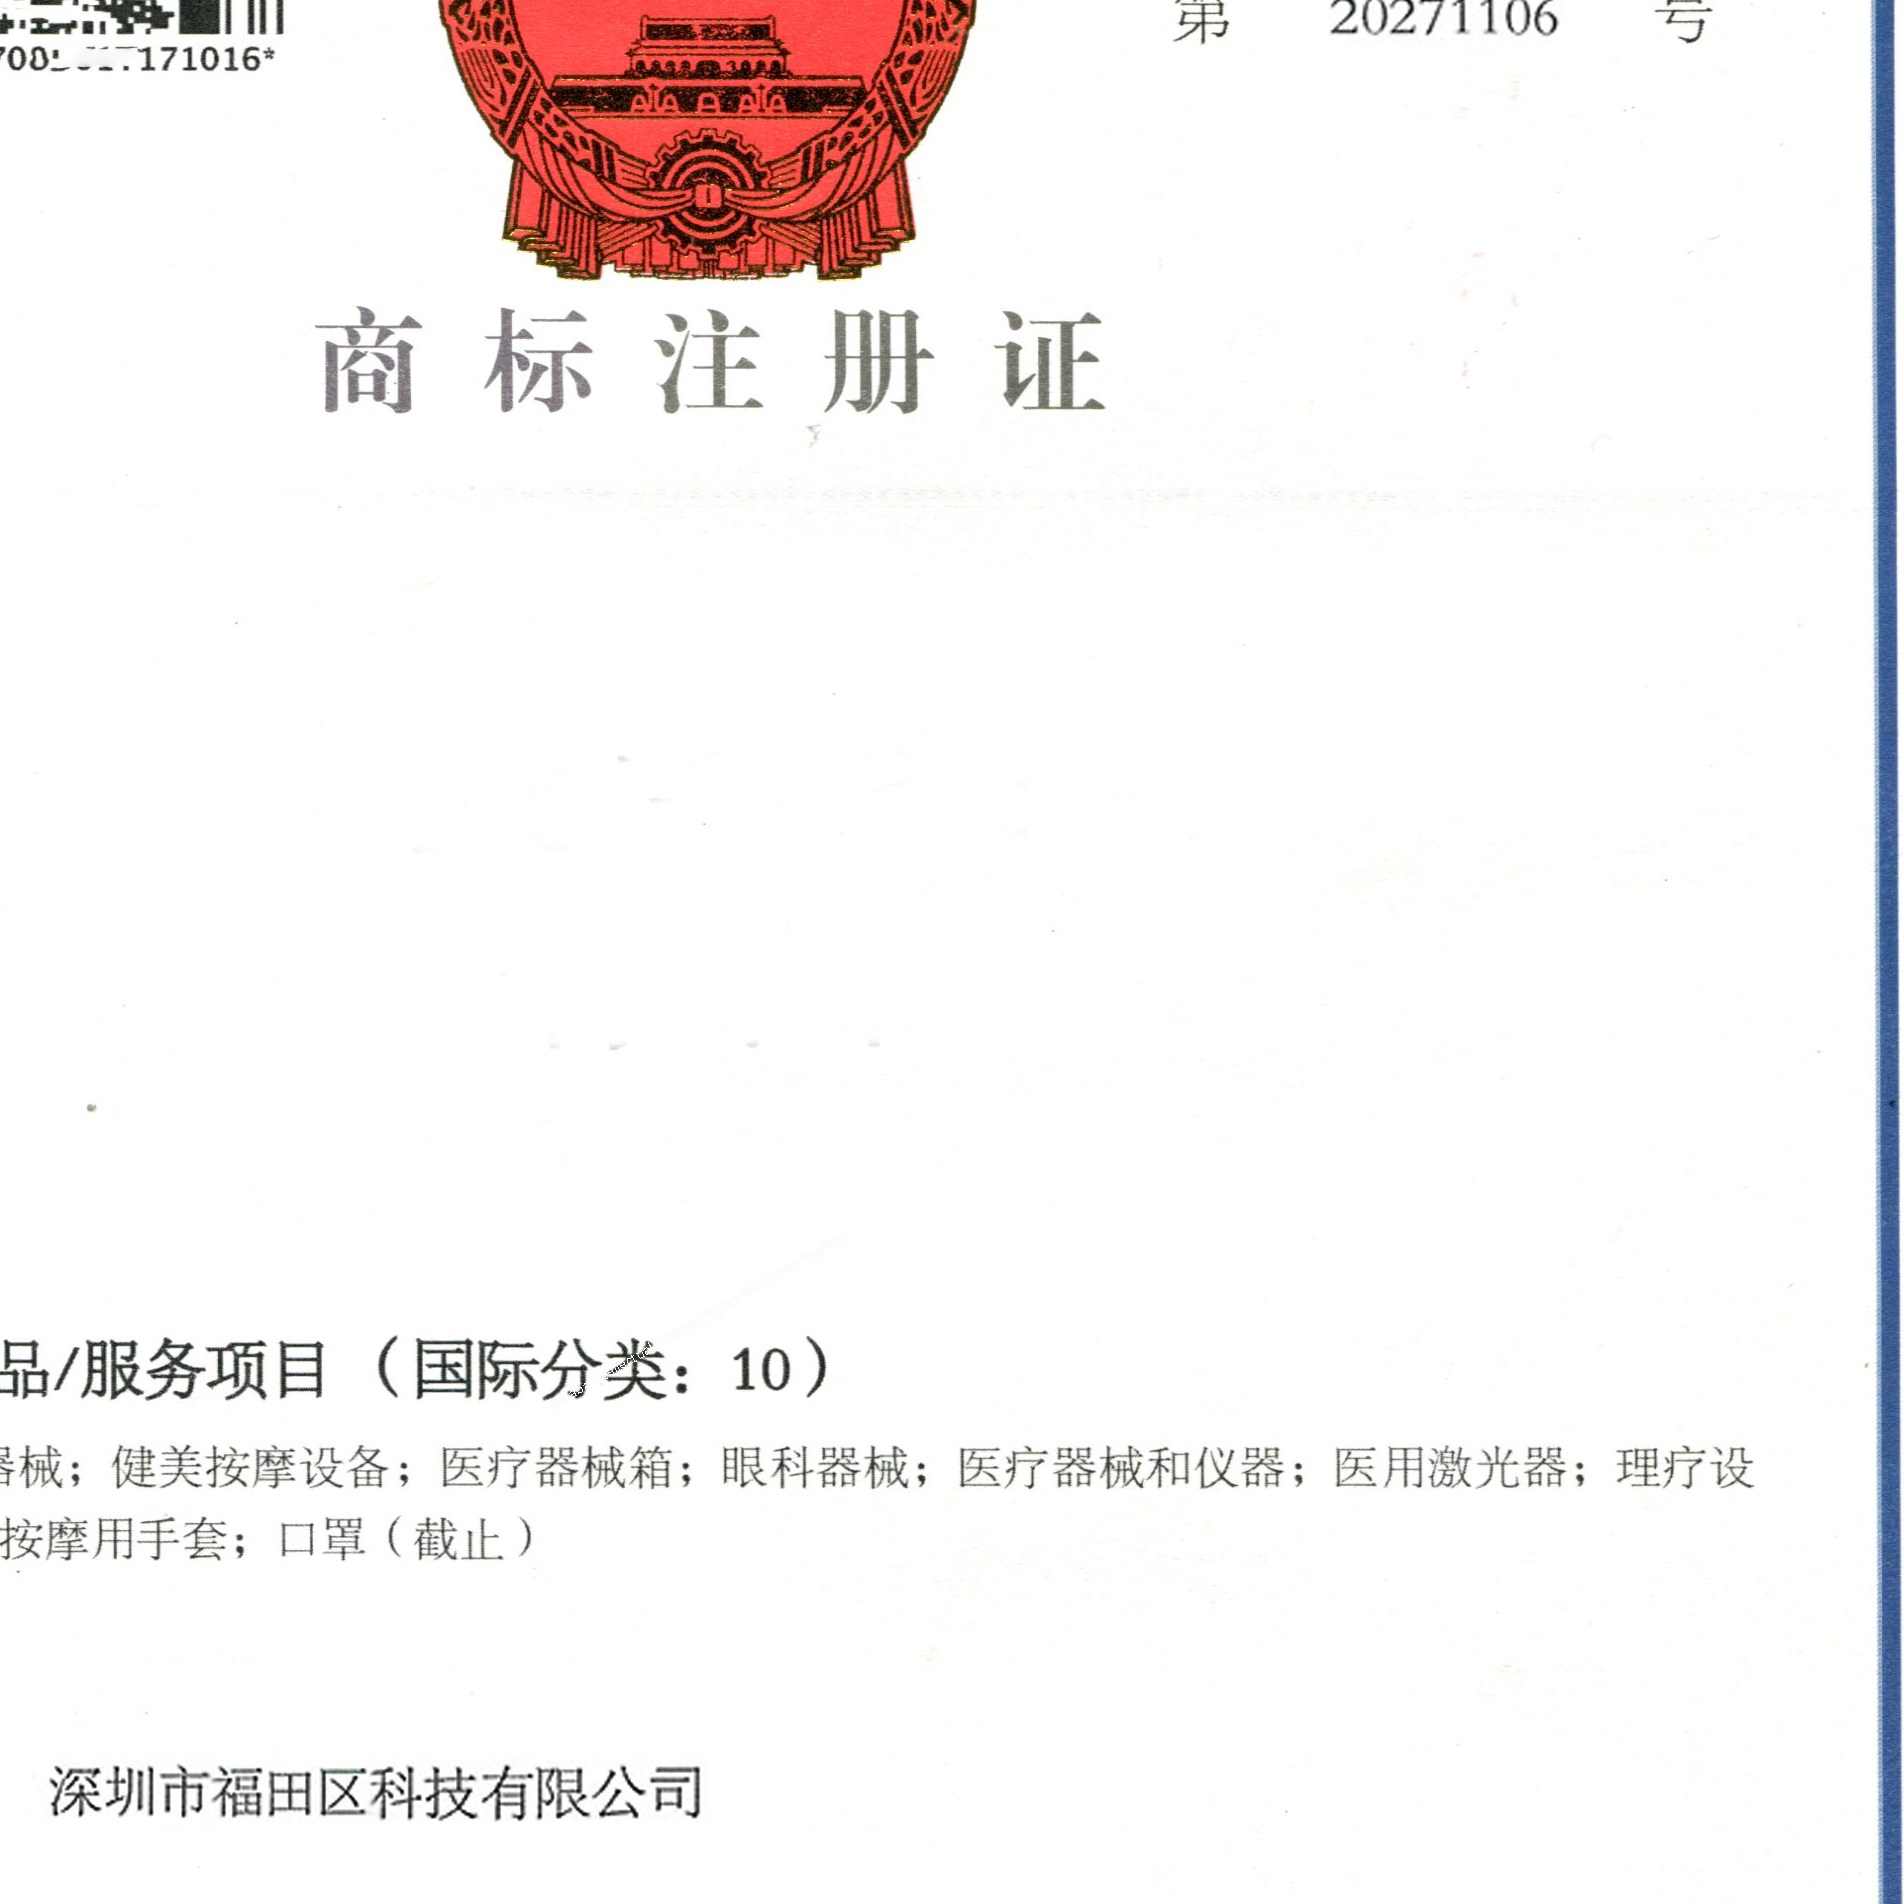 第 20271106 号
171016*
商标注册证
品/服务项目（国际分类：10）
器械；健美按摩设备；医疗器械箱；眼科器械；医疗器械和仪器；医用激光器；理疗设
按摩用手套；口罩（截止）
深圳市福田区科技有限公司